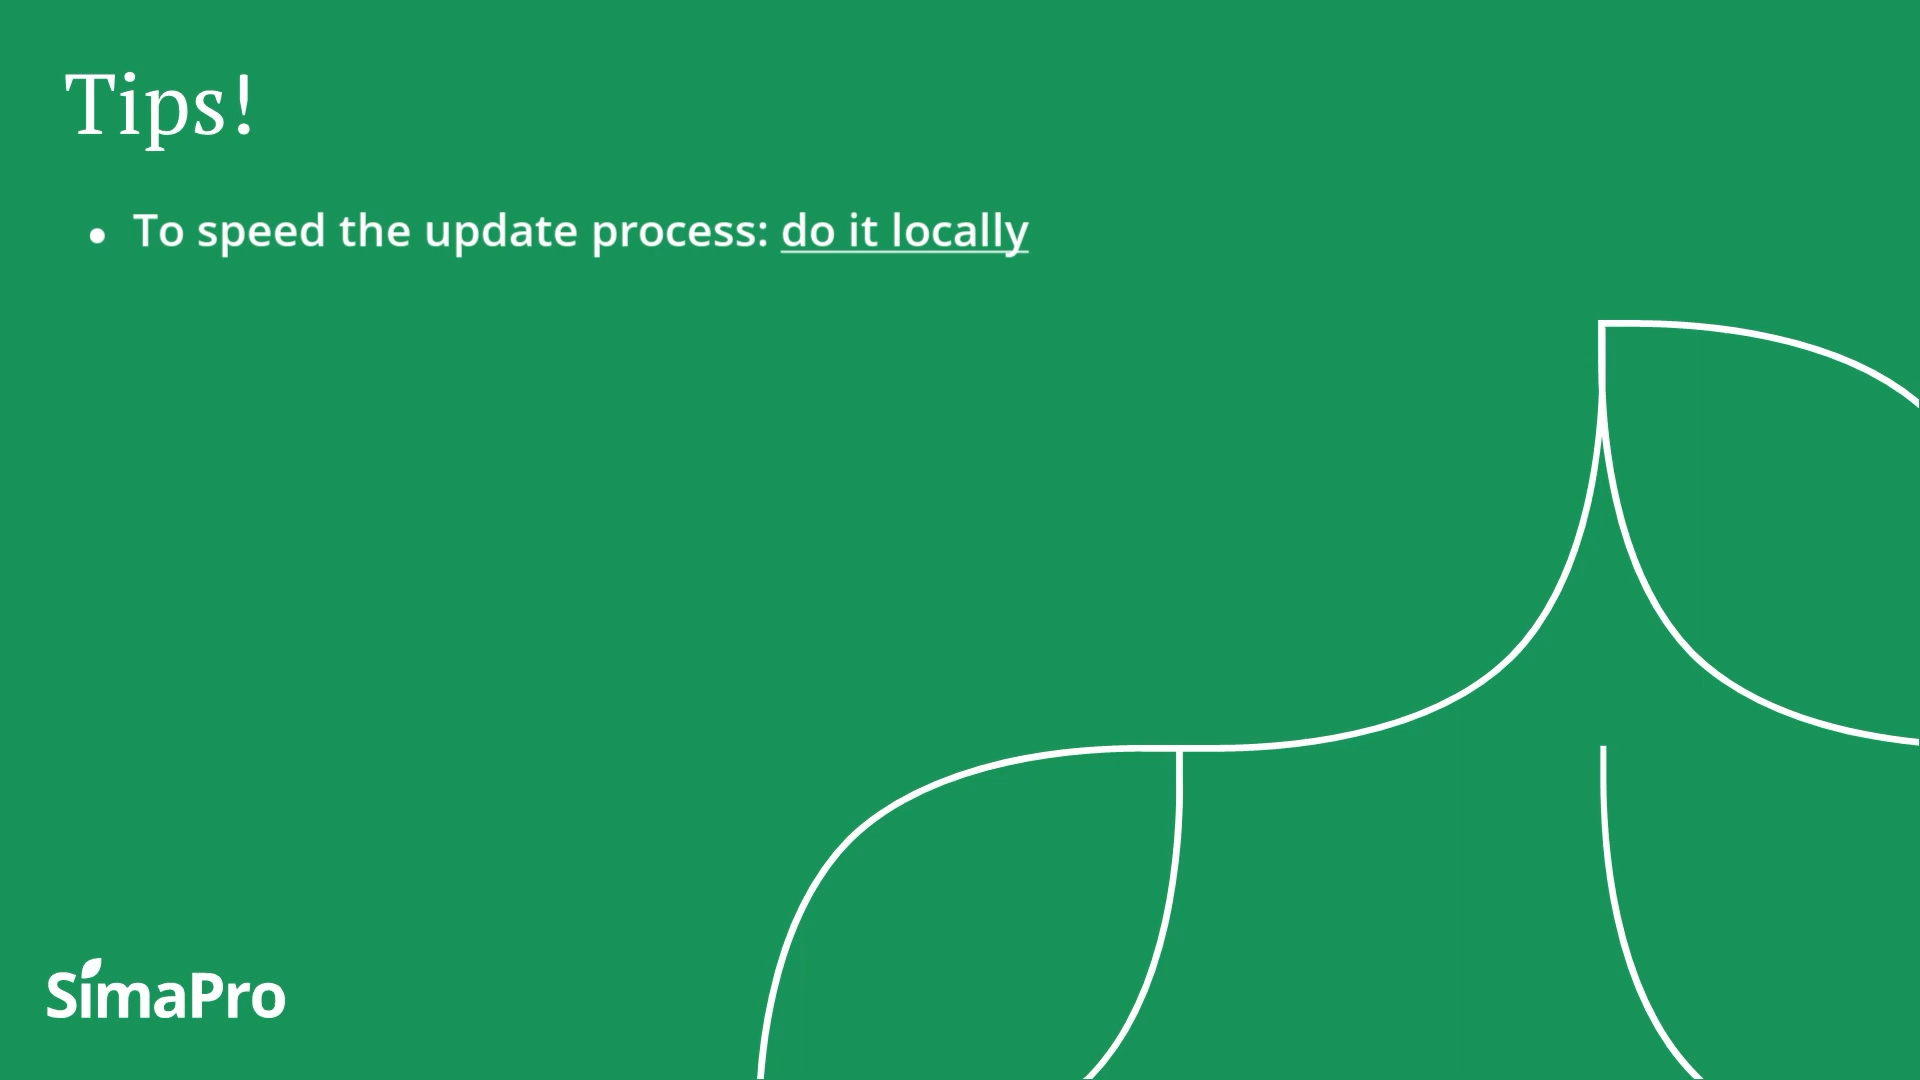 Tips!
• To speed the update process: do it locally
SimaPro